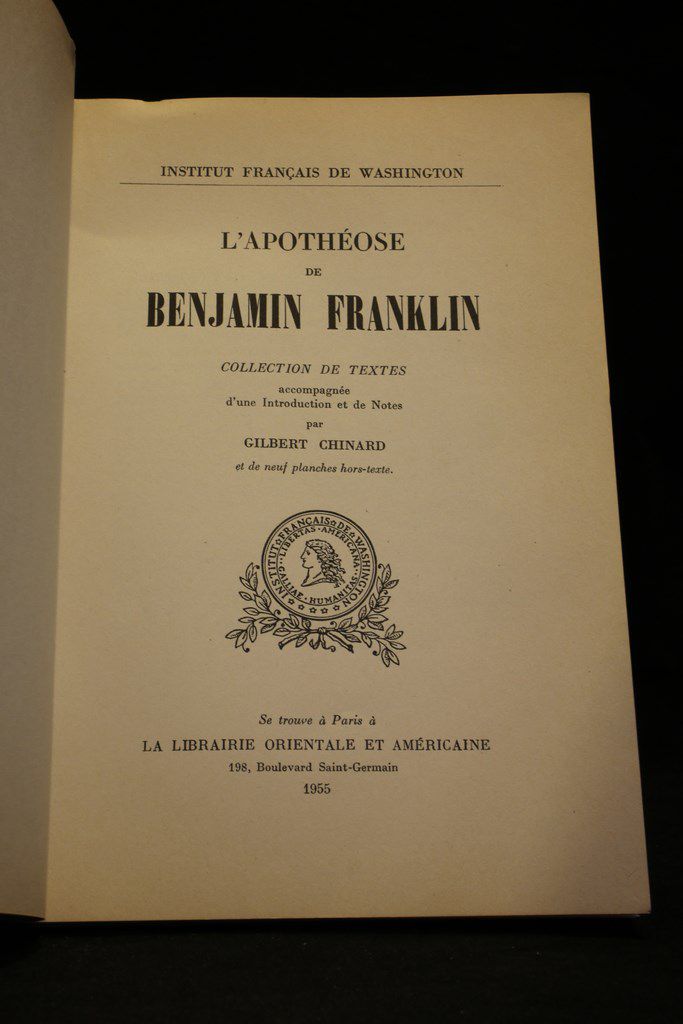 INSTITUT FRANÇAIS DE WASHINGTON
L'APOTHÉOSE
DE
BENJAMIN FRANKLIN
COLLECTION DE TEXTES
accompagnée
d'une Introduction et de Notes
par
GILBERT CHINARD
et de neuf planches hors-texte.
INSTITUT FRANÇAIS DE WASHINGTON
LIBERTAS AMERICANA
GALLIAE HUMANITAS
Se trouve à Paris à
LA LIBRAIRIE ORIENTALE ET AMÉRICAINE
198, Boulevard Saint-Germain
1955